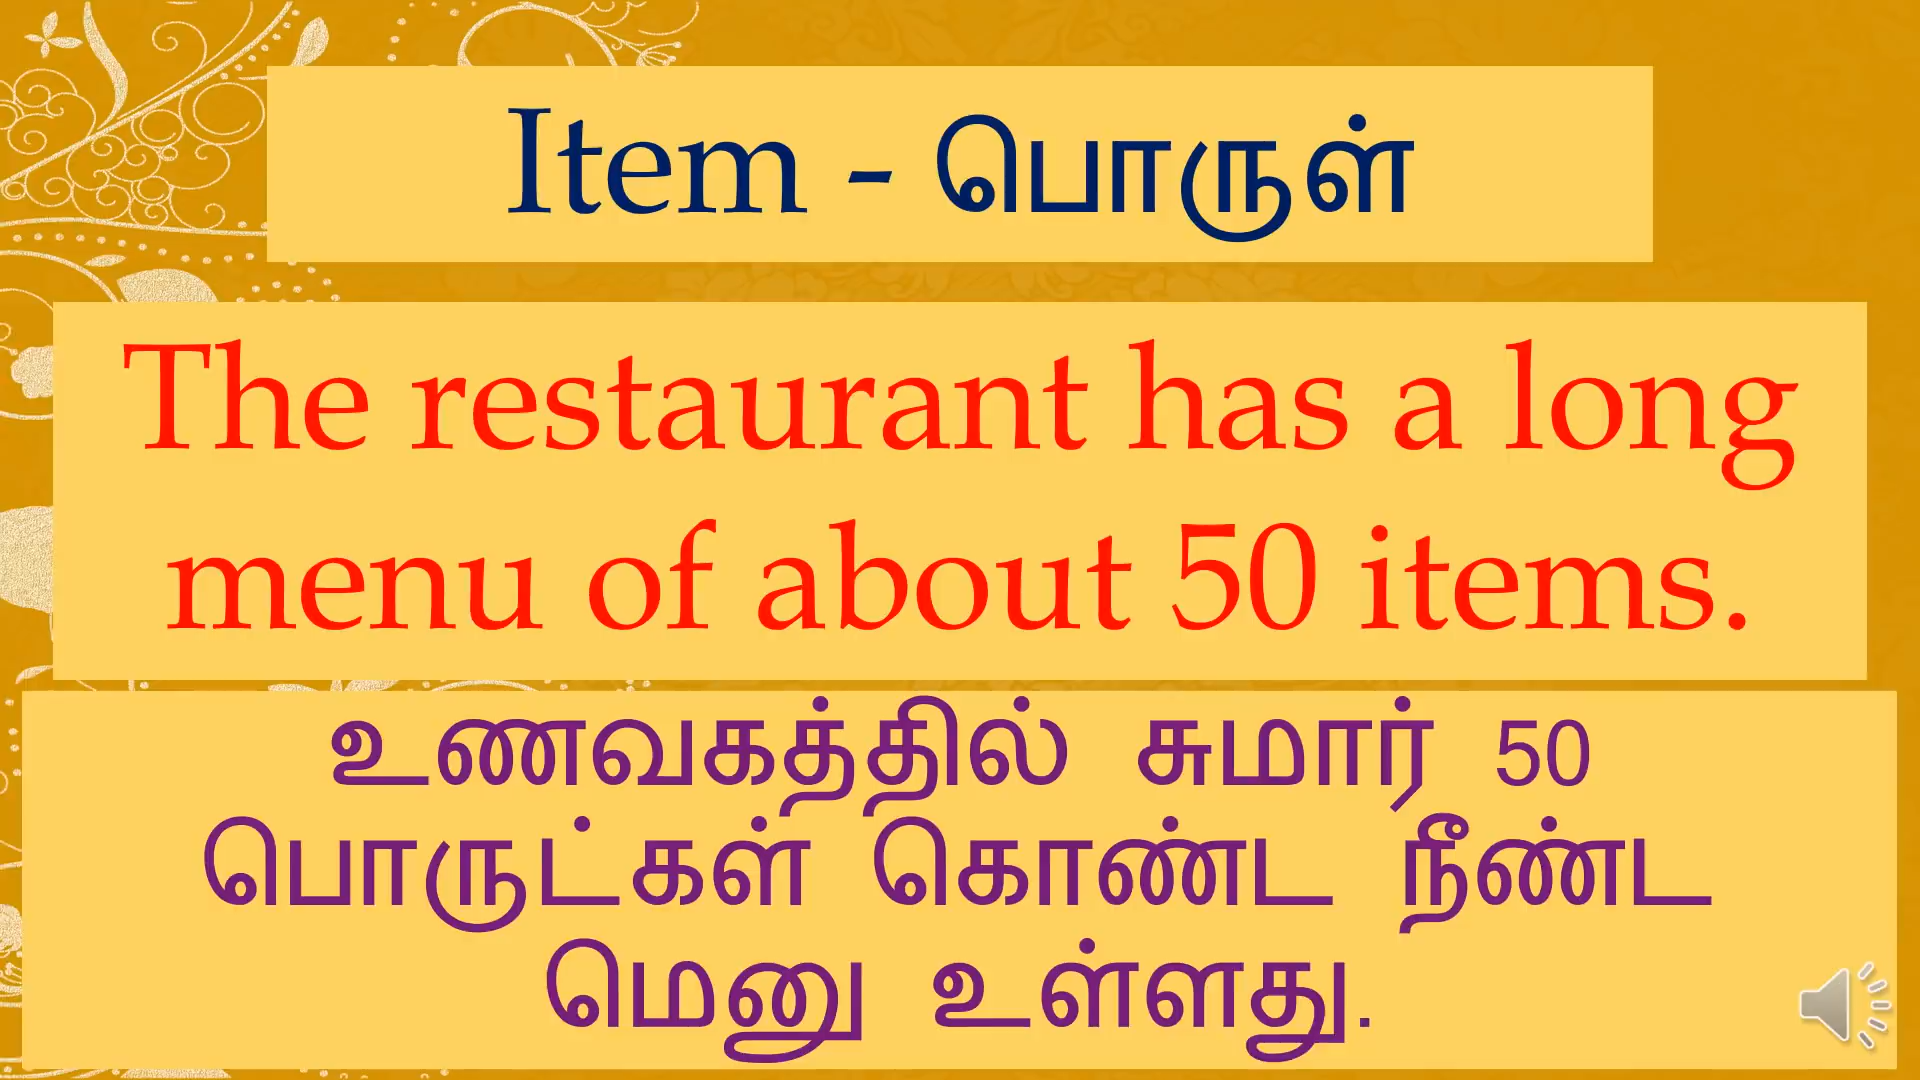 Item - பொருள்
The restaurant has a long
menu of about 50 items.
உணவகத்தில் சுமார் 50
பொருட்கள் கொண்ட நீண்ட
மெனு உள்ளது.